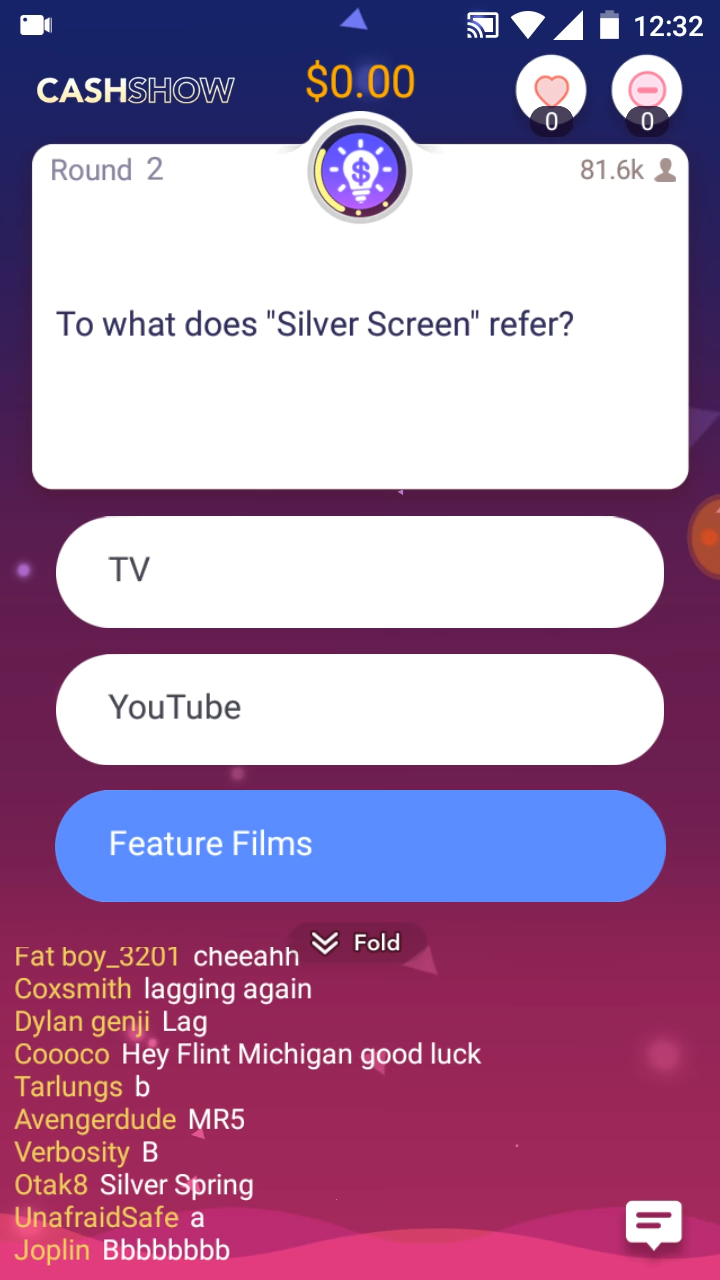 12:32
CASHSHOW
$0.00
0
0
Round 2
81.6k
$
To what does "Silver Screen" refer?
TV
YouTube
Feature Films
Fold
Fat boy_3201 cheeahh
Coxsmith lagging again
Dylan genji Lag
Coooco Hey Flint Michigan good luck
Tarlungs b
Avengerdude MR5
Verbosity B
Otak8 Silver Spring
UnafraidSafe a
Joplin Bbbbbbbb